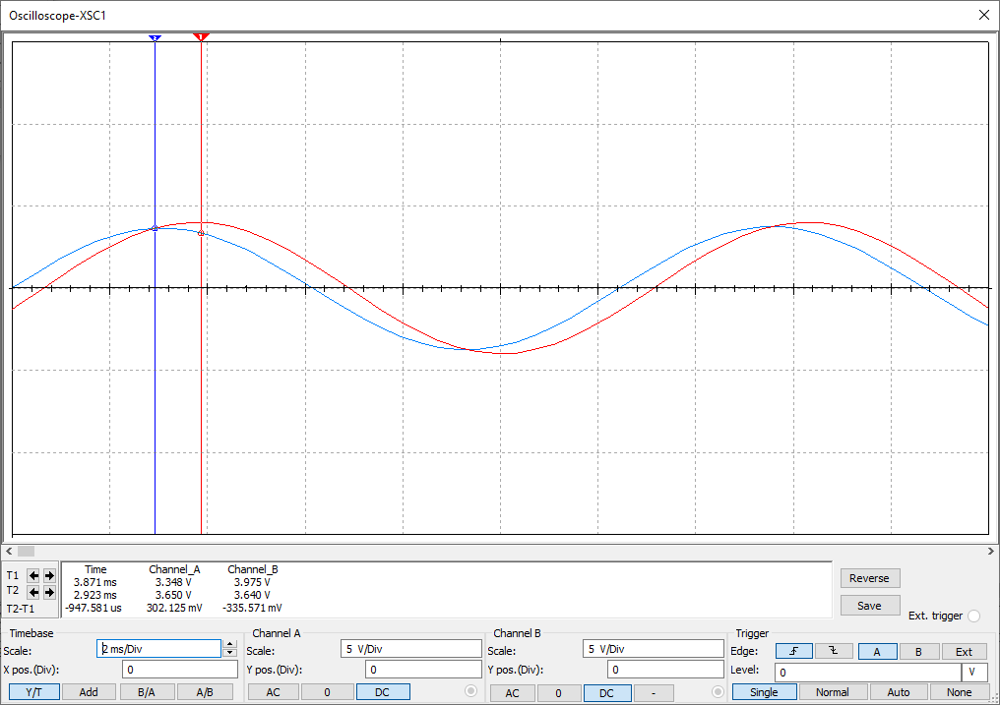 Oscilloscope-XSC1
2 1
T1 T2 T2-T1
Time Channel_A Channel_B
3.871 ms 3.348 V 3.975 V
2.923 ms 3.650 V 3.640 V
-947.581 us 302.125 mV -335.571 mV
Reverse
Save
Ext. trigger
Timebase
Scale: 2 ms/Div
X pos.(Div): 0
Y/T Add B/A A/B
Channel A
Scale: 5 V/Div
Y pos.(Div): 0
AC 0 DC
Channel B
Scale: 5 V/Div
Y pos.(Div): 0
AC 0 DC -
Trigger
Edge: A B Ext
Level: 0 V
Single Normal Auto None